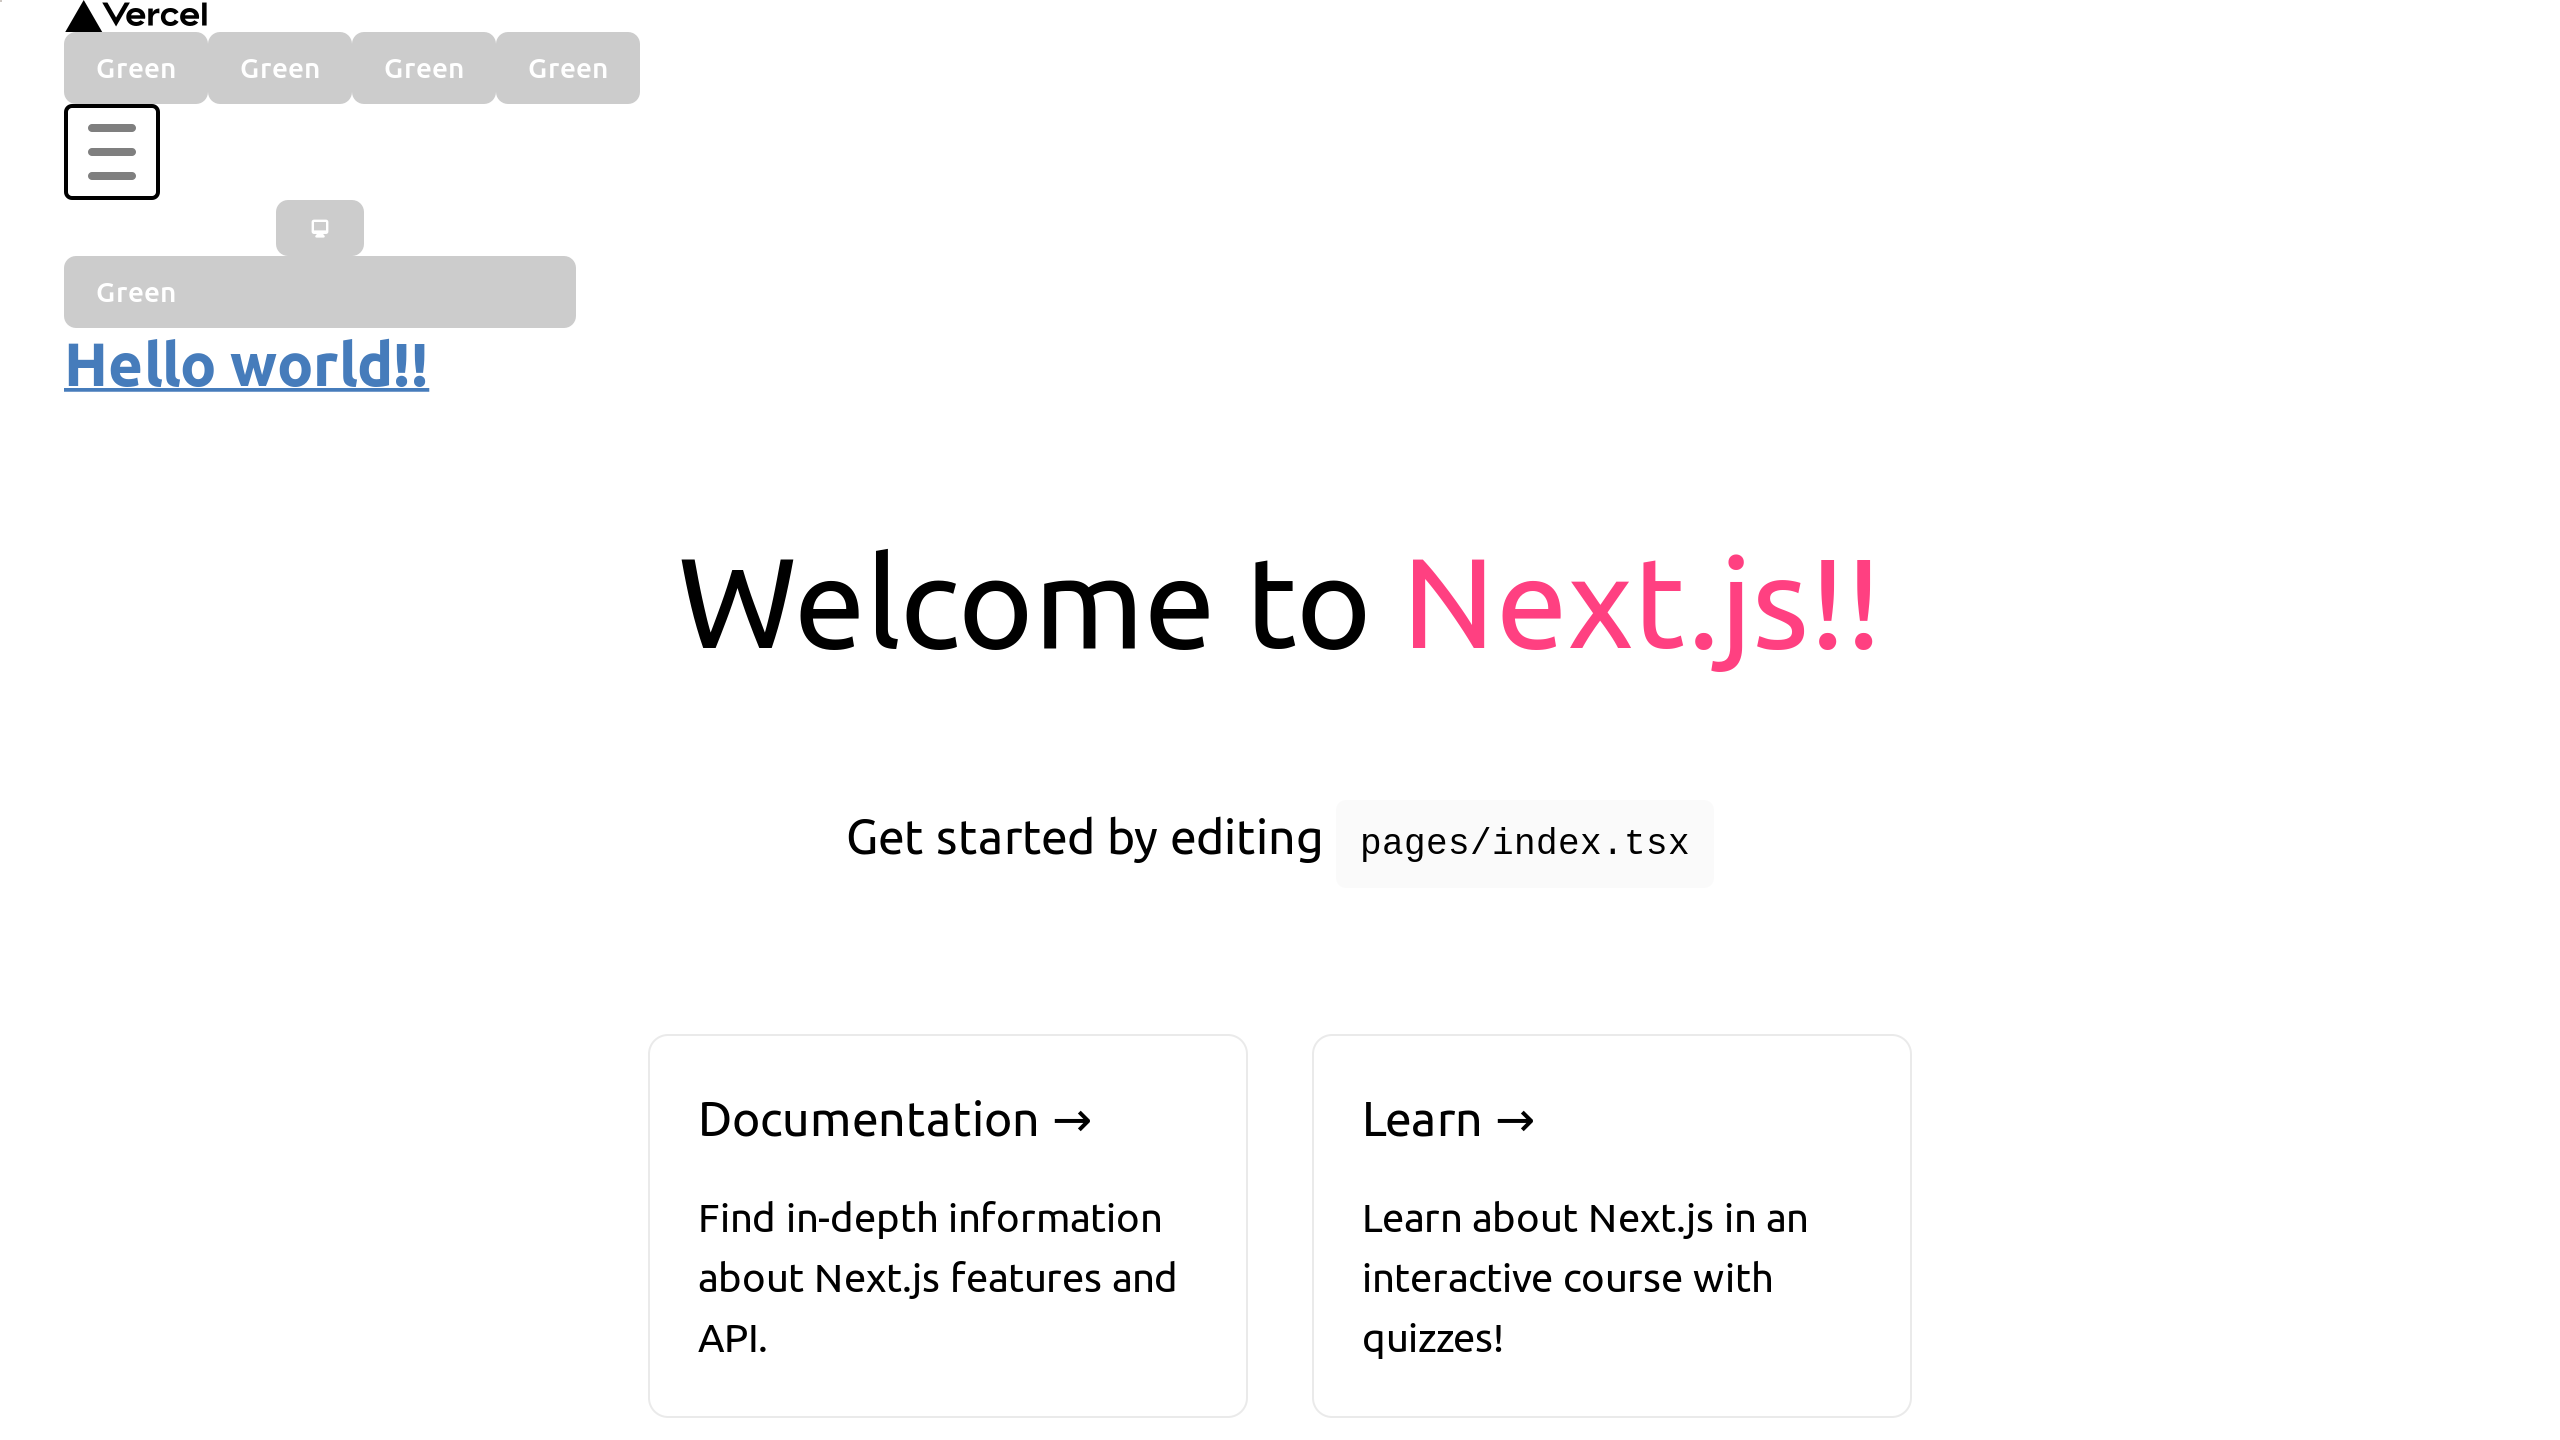 Vercel
Green Green Green Green
Green
Hello world!!
Welcome to Next.js!!
Get started by editing pages/index.tsx
Documentation →
Find in-depth information
about Next.js features and
API.
Learn →
Learn about Next.js in an
interactive course with
quizzes!